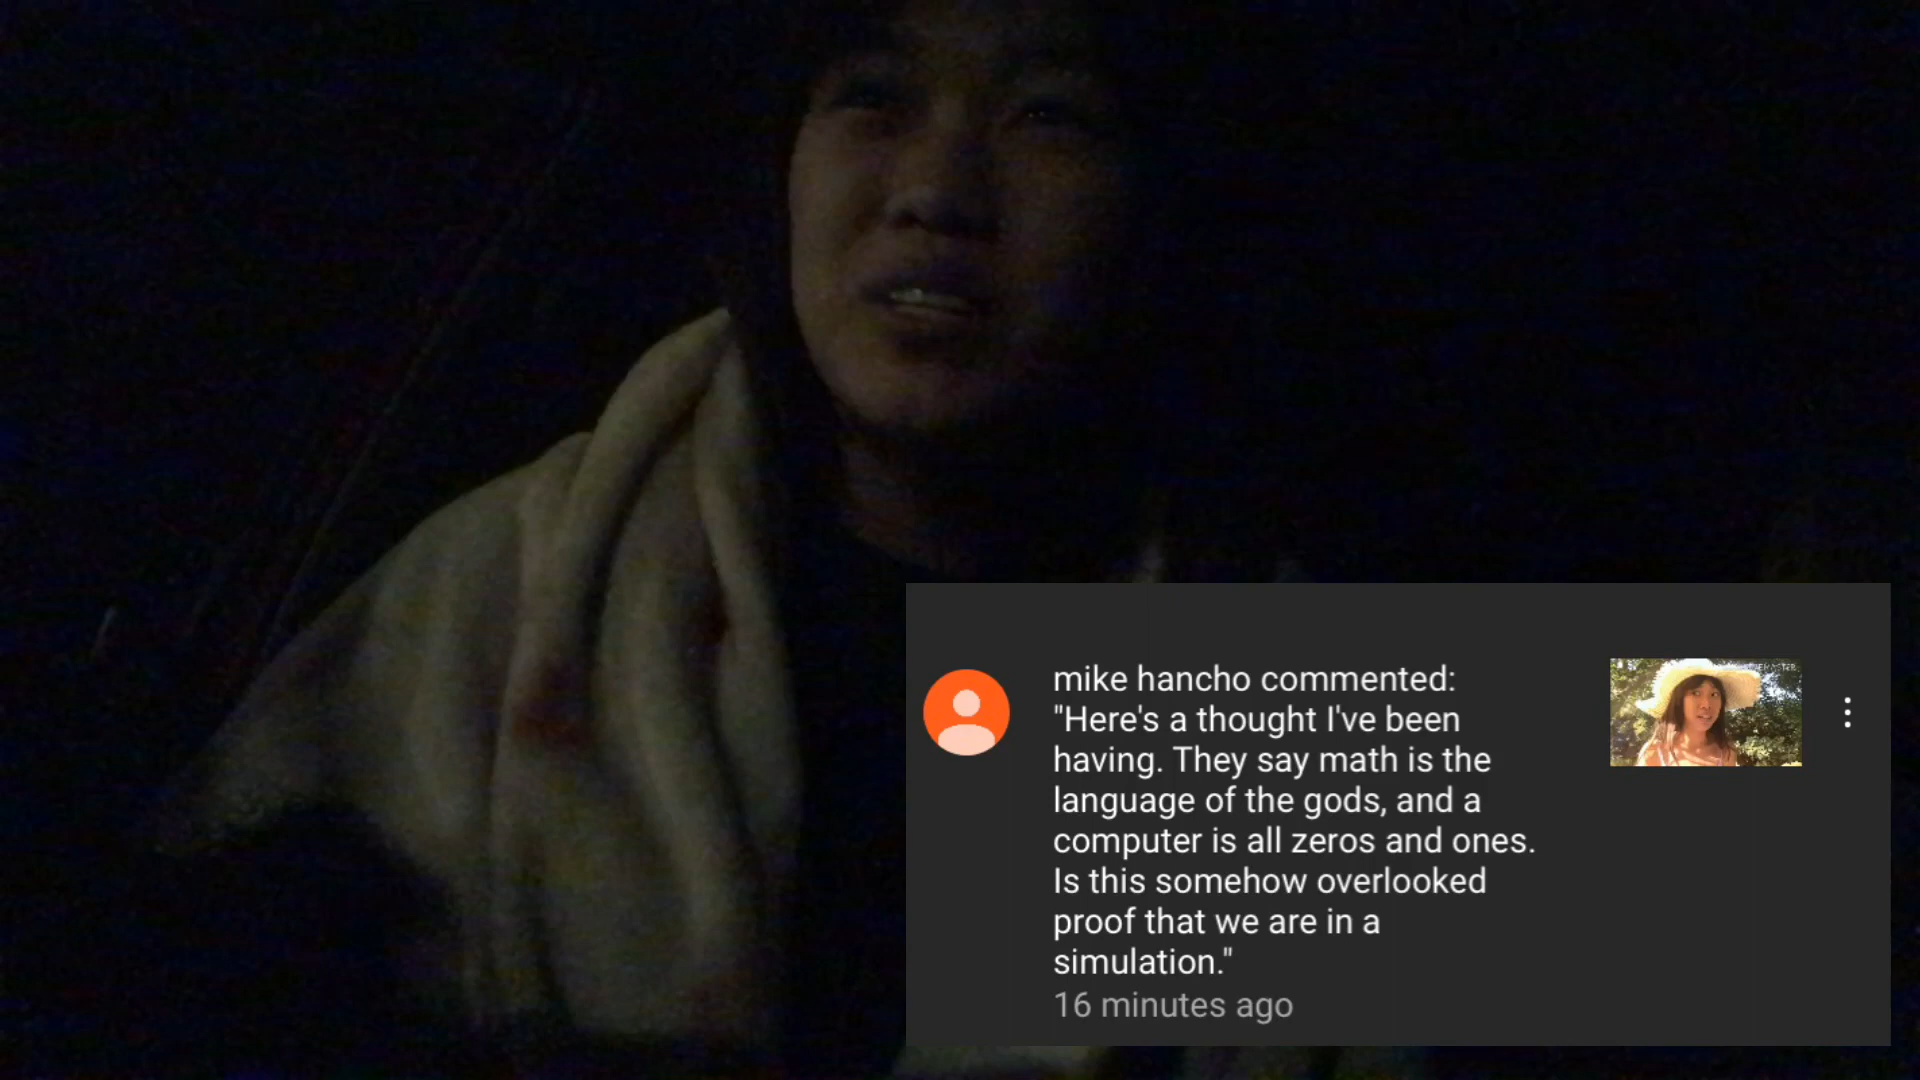 mike hancho commented:
"Here's a thought I've been
having. They say math is the
language of the gods, and a
computer is all zeros and ones.
Is this somehow overlooked
proof that we are in a
simulation."
16 minutes ago